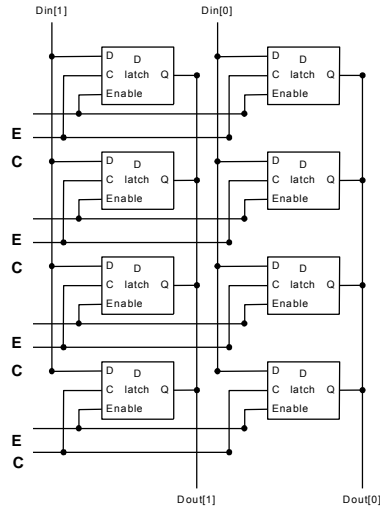 Din[1] Din[0]
D D
C latch Q
Enable
D D
C latch Q
Enable
E
C
D D
C latch Q
Enable
D D
C latch Q
Enable
E
C
D D
C latch Q
Enable
D D
C latch Q
Enable
E
C
D D
C latch Q
Enable
D D
C latch Q
Enable
E
C
Dout[1] Dout[0]